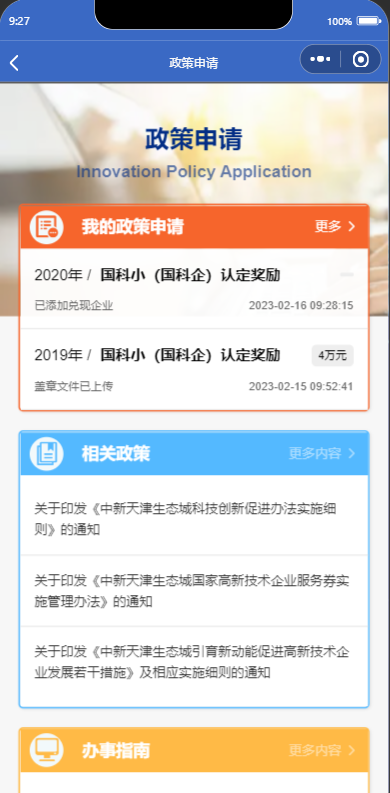 9:27
100%
政策申请
政策申请
Innovation Policy Application
我的政策申请
更多
2020年 / 国科小（国科企）认定奖励
已添加兑现企业
2023-02-16 09:28:15
2019年 / 国科小（国科企）认定奖励
4万元
盖章文件已上传
2023-02-15 09:52:41
相关政策
更多内容
关于印发《中新天津生态城科技创新促进办法实施细
则》的通知
关于印发《中新天津生态城国家高新技术企业服务券实
施管理办法》的通知
关于印发《中新天津生态城引育新动能促进高新技术企
业发展若干措施》及相应实施细则的通知
办事指南
更多内容